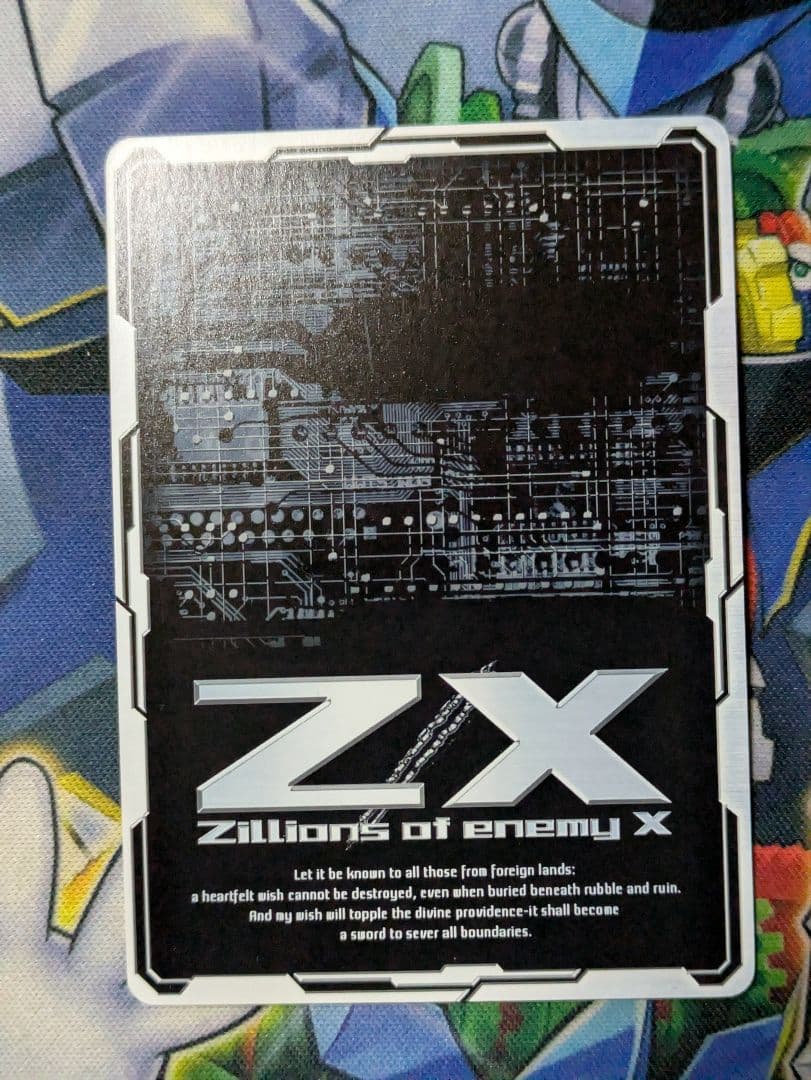 Z/X
Zillions of enemy X
Let it be known to all those from foreign lands:
a heartfelt wish cannot be destroyed, even when buried beneath rubble and ruin.
And my wish will topple the divine providence-it shall become
a sword to sever all boundaries.